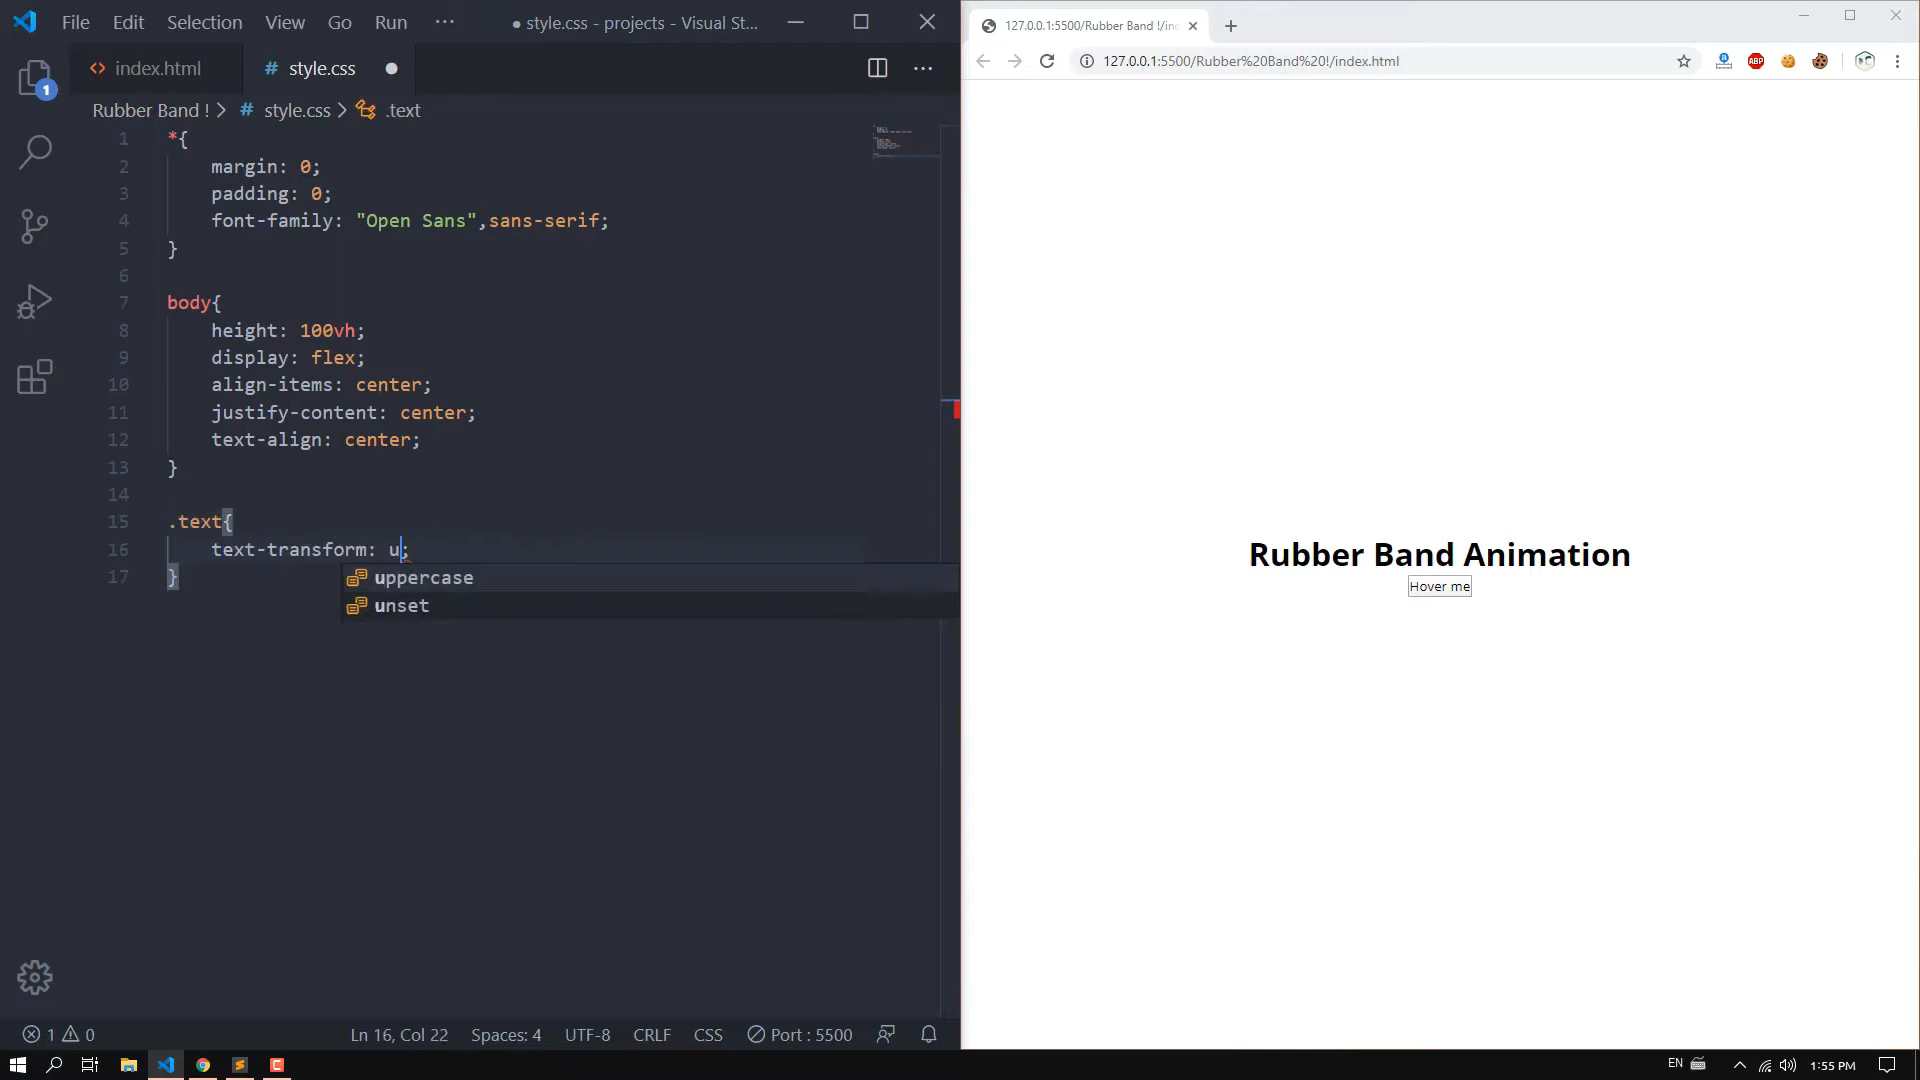 File Edit Selection View Go Run ··· ● style.css - projects - Visual St...
index.html # style.css ●
1
Rubber Band ! > # style.css > .text
1 *{
2 margin: 0;
3 padding: 0;
4 font-family: "Open Sans",sans-serif;
5 }
6
7 body{
8 height: 100vh;
9 display: flex;
10 align-items: center;
11 justify-content: center;
12 text-align: center;
13 }
14
15 .text{
16 text-transform: u;
17 }
uppercase
unset
1 0 Ln 16, Col 22 Spaces: 4 UTF-8 CRLF CSS Port : 5500
127.0.0.1:5500/Rubber Band !/in
127.0.0.1:5500/Rubber%20Band%20!/index.html
ABP
Rubber Band Animation
Hover me
EN 1:55 PM